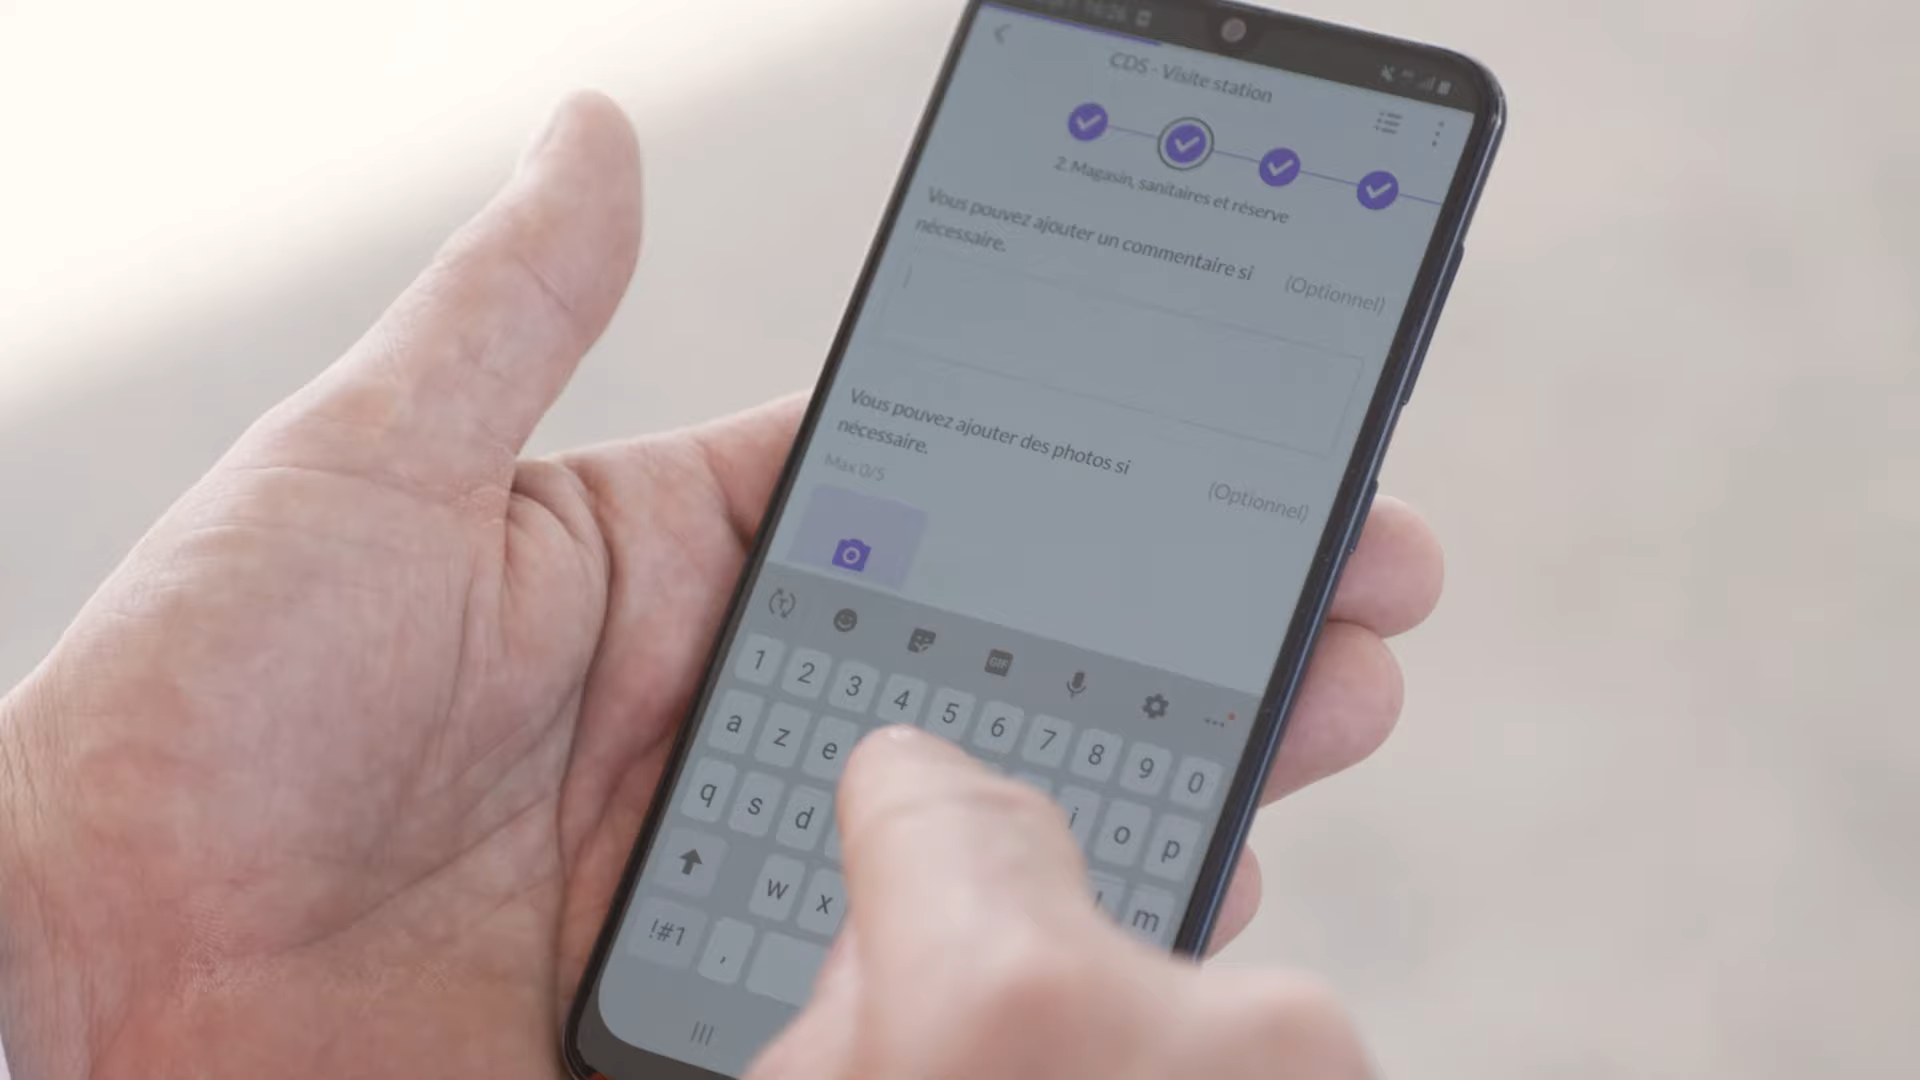 CDS - Visite station
2. Magasin, sanitaires et réserve
Vous pouvez ajouter un commentaire si
nécessaire.
(Optionnel)
Vous pouvez ajouter des photos si
nécessaire.
(Optionnel)
Max 0/5
GIF
1 2 3 4 5 6 7 8 9 0
a z e i o p
q s d
w x m
!#1 ,